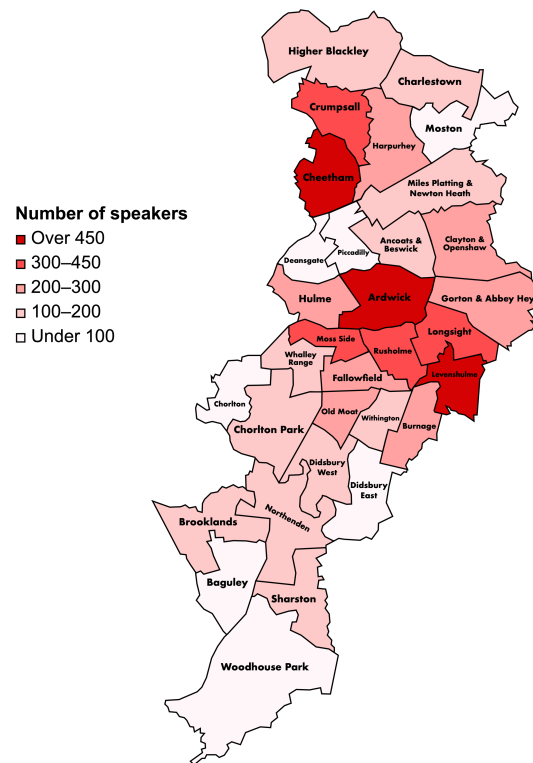 Higher Blackley
Charlestown
Crumpsall
Moston
Harpurhey
Cheetham
Miles Platting &
Newton Heath
Number of speakers
Over 450
300–450
200–300
100–200
Under 100
Ancoats &
Beswick
Clayton &
Openshaw
Piccadilly
Deansgate
Hulme
Ardwick
Gorton & Abbey Hey
Moss Side
Longsight
Rusholme
Whalley
Range
Fallowfield
Levenshulme
Chorlton
Old Moat
Withington
Burnage
Chorlton Park
Didsbury
West
Didsbury
East
Northenden
Brooklands
Baguley
Sharston
Woodhouse Park